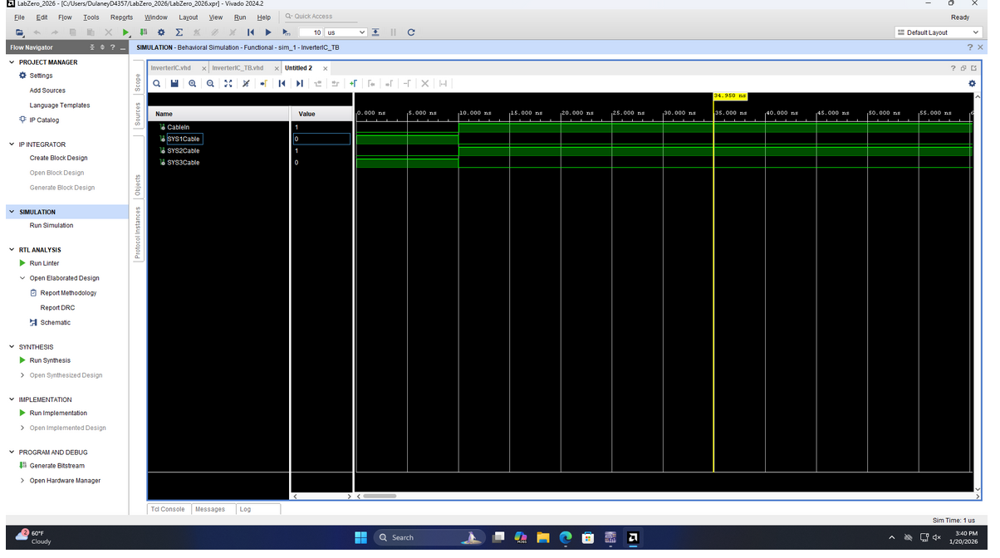 LabZero_2026 - [C:/Users/DulaneyD4357/LabZero_2026/LabZero_2026.xpr] - Vivado 2024.2
File Edit Flow Tools Reports Window Layout View Run Help Quick Access Ready
10 us Default Layout
Flow Navigator
SIMULATION - Behavioral Simulation - Functional - sim_1 - InverterIC_TB
PROJECT MANAGER
Settings
Add Sources
Language Templates
IP Catalog
IP INTEGRATOR
Create Block Design
Open Block Design
Generate Block Design
SIMULATION
Run Simulation
RTL ANALYSIS
Run Linter
Open Elaborated Design
Report Methodology
Report DRC
Schematic
SYNTHESIS
Run Synthesis
Open Synthesized Design
IMPLEMENTATION
Run Implementation
Open Implemented Design
PROGRAM AND DEBUG
Generate Bitstream
Open Hardware Manager
Scope
Sources
Objects
Protocol Instances
InverterIC.vhd InverterIC_TB.vhd Untitled 2
34.950 ns
Name Value
0.000 ns 5.000 ns 10.000 ns 15.000 ns 20.000 ns 25.000 ns 30.000 ns 35.000 ns 40.000 ns 45.000 ns 50.000 ns 55.000 ns
CableIn 1
SYS1Cable 0
SYS2Cable 1
SYS3Cable 0
Tcl Console Messages Log
Sim Time: 1 us
2
60°F
Cloudy
Search
3:40 PM
1/20/2026